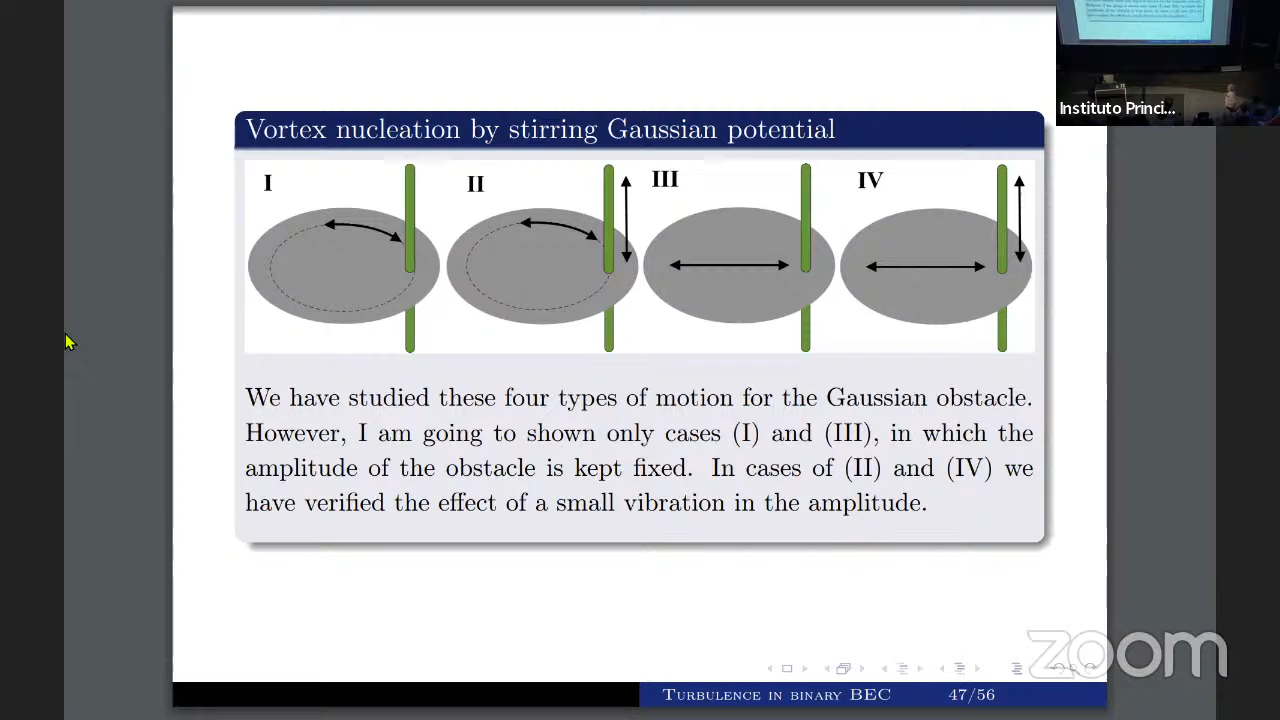 Vortex nucleation by stirring Gaussian potential
I
II
III
IV
We have studied these four types of motion for the Gaussian obstacle.
However, I am going to shown only cases (I) and (III), in which the
amplitude of the obstacle is kept fixed. In cases of (II) and (IV) we
have verified the effect of a small vibration in the amplitude.
Instituto Princi...
zoom
TURBULENCE IN BINARY BEC 47/56